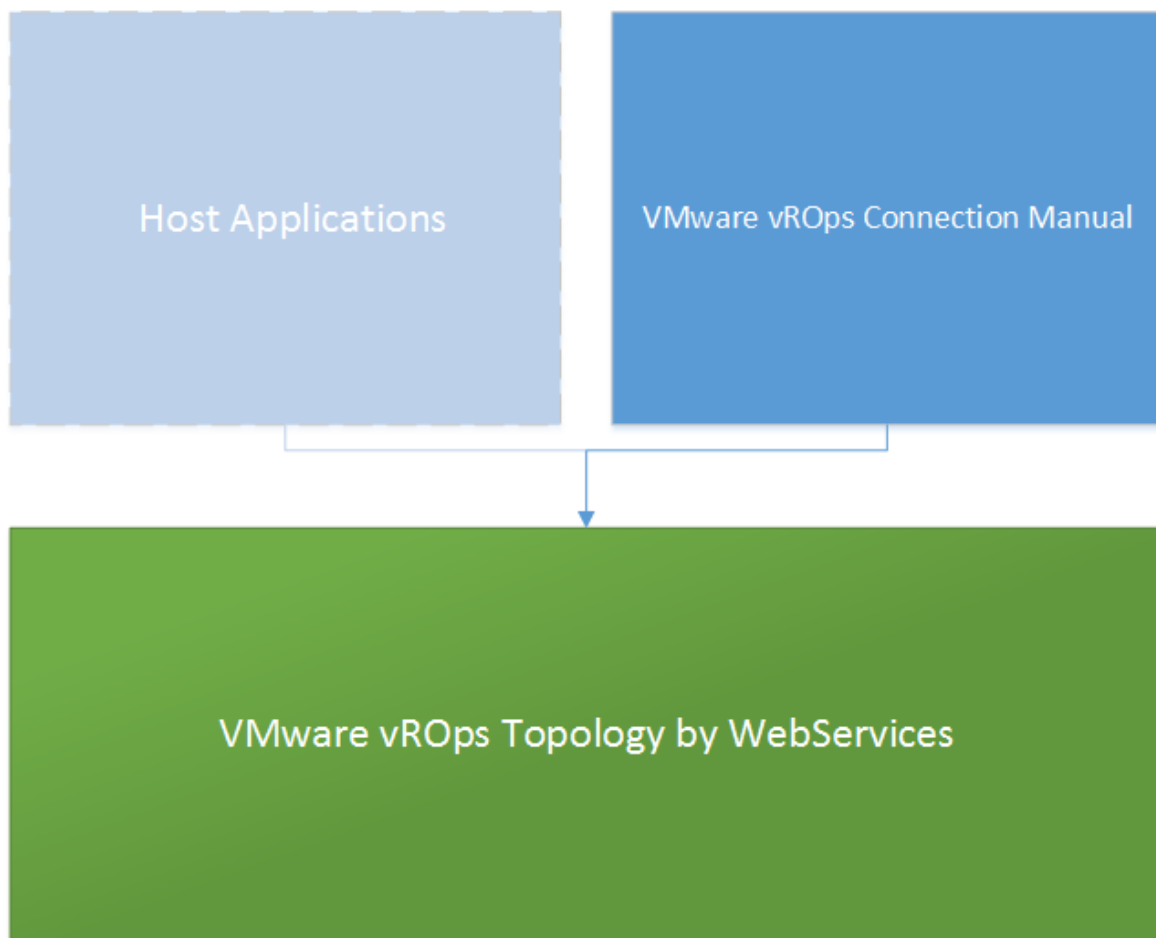 Host Applications
VMware vROps Connection Manual
VMware vROps Topology by WebServices